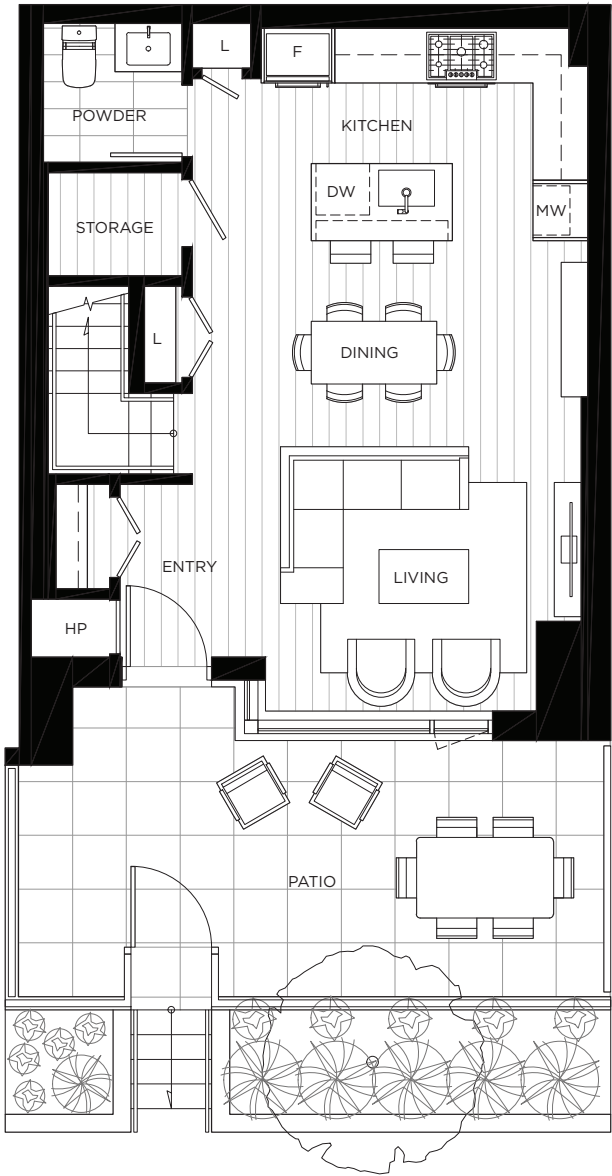 L
F
POWDER
KITCHEN
DW
MW
STORAGE
L
DINING
ENTRY
LIVING
HP
PATIO